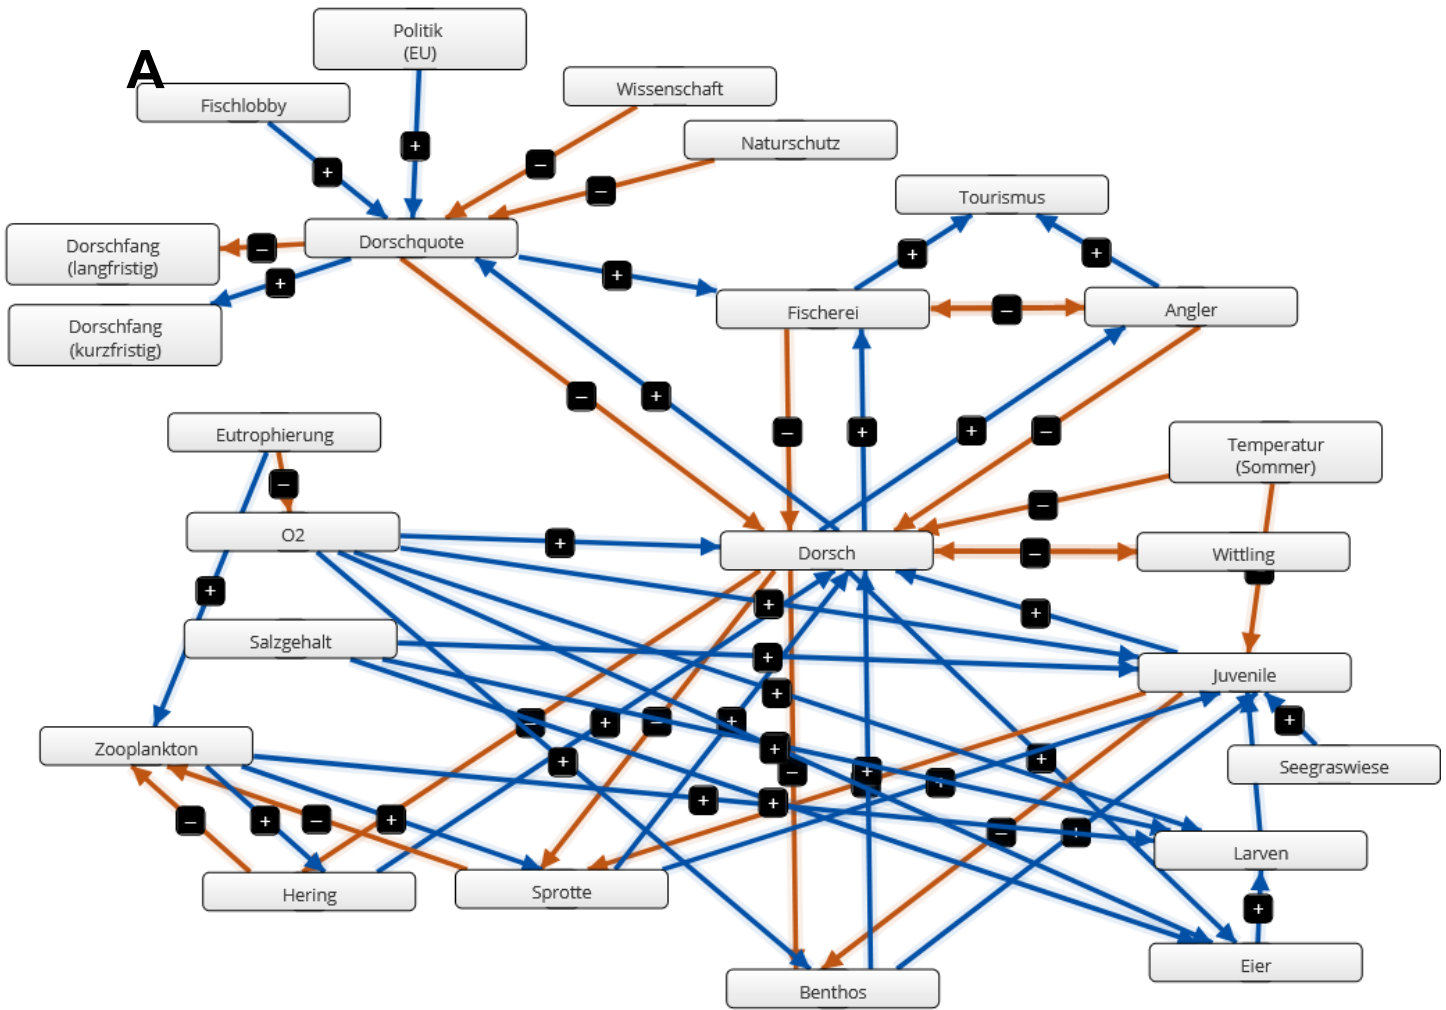 A
Politik
(EU)
Fischlobby
Wissenschaft
Naturschutz
Tourismus
Dorschfang
(langfristig)
Dorschquote
Dorschfang
(kurzfristig)
Fischerei
Angler
Eutrophierung
Temperatur
(Sommer)
O2
Dorsch
Wittling
Salzgehalt
Juvenile
Zooplankton
Seegraswiese
Larven
Hering
Sprotte
Eier
Benthos